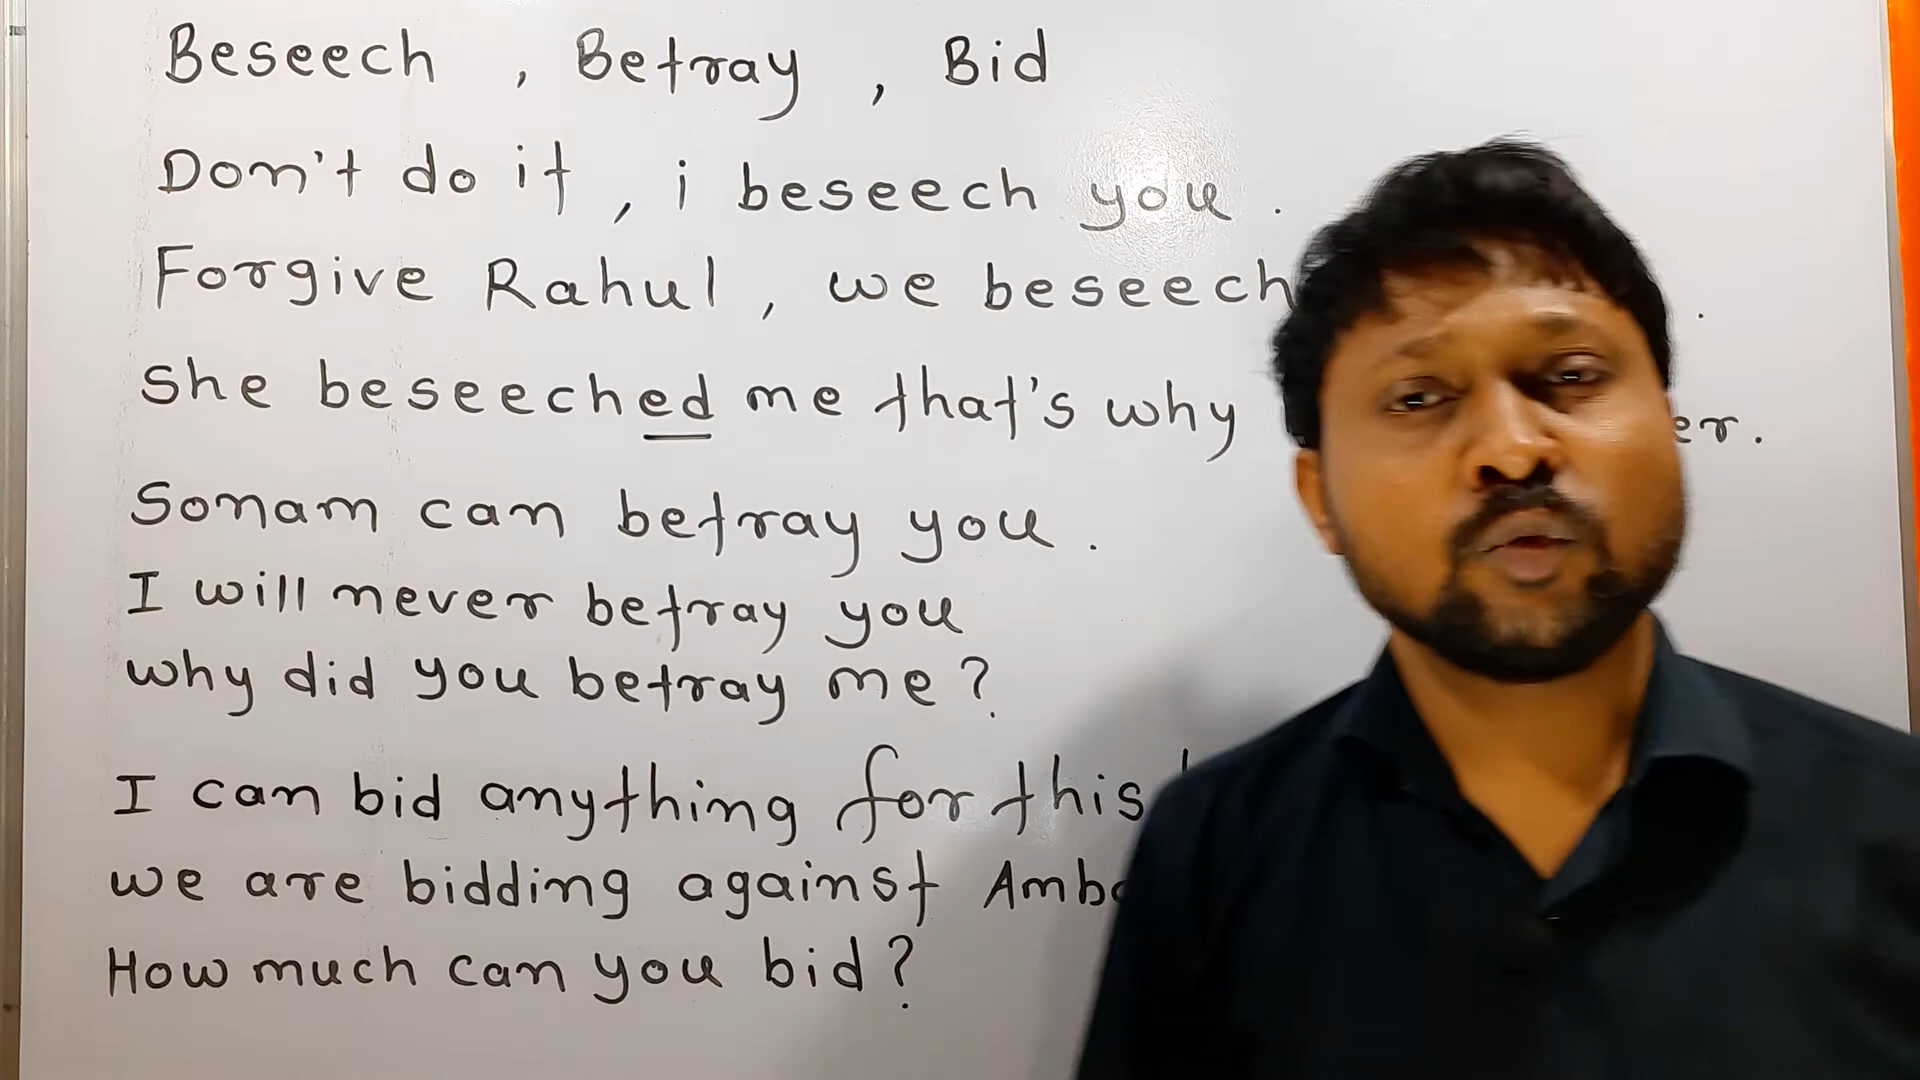 Beseech , Betray , Bid
Don't do it , i beseech you .
Forgive Rahul , we beseech .
She beseeched me that's why
Sonam can betray you .
I will never betray you
why did you betray me ?
I can bid anything for this
we are bidding against
How much can you bid ?